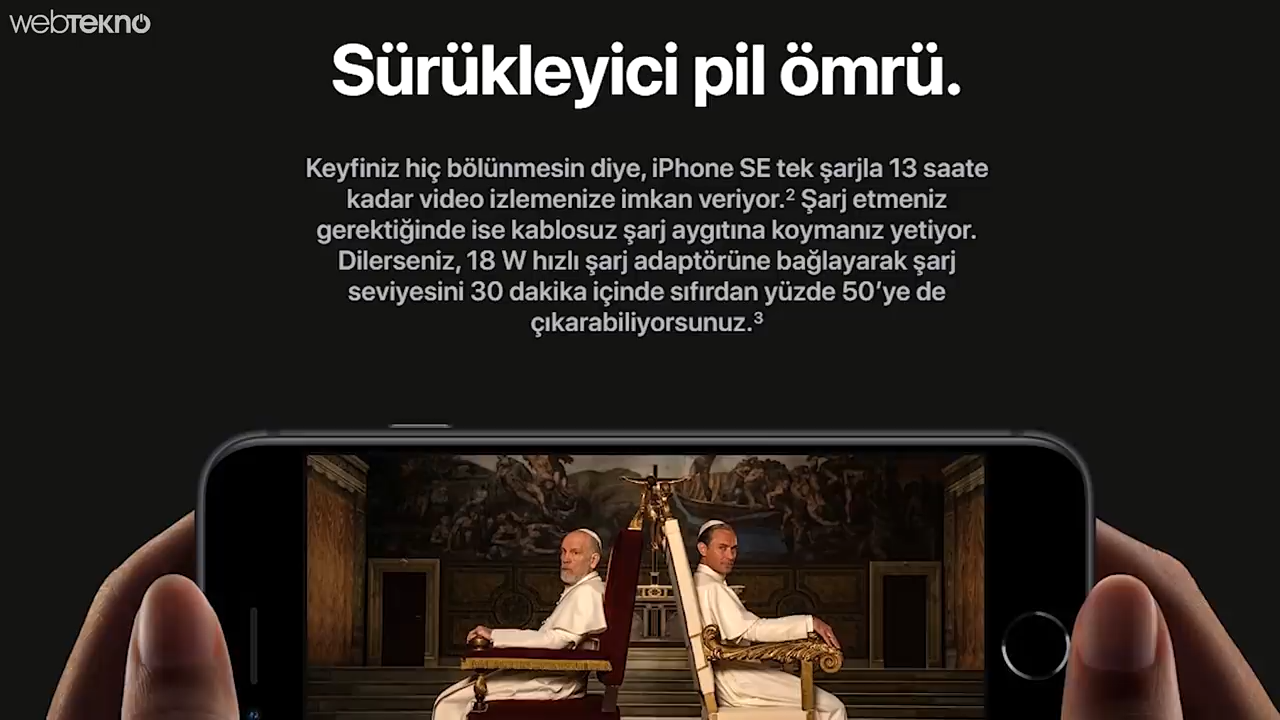 webTEKNO
Sürükleyici pil ömrü.
Keyfiniz hiç bölünmesin diye, iPhone SE tek şarjla 13 saate
kadar video izlemenize imkan veriyor.² Şarj etmeniz
gerektiğinde ise kablosuz şarj aygıtına koymanız yetiyor.
Dilerseniz, 18 W hızlı şarj adaptörüne bağlayarak şarj
seviyesini 30 dakika içinde sıfırdan yüzde 50’ye de
çıkarabiliyorsunuz.³